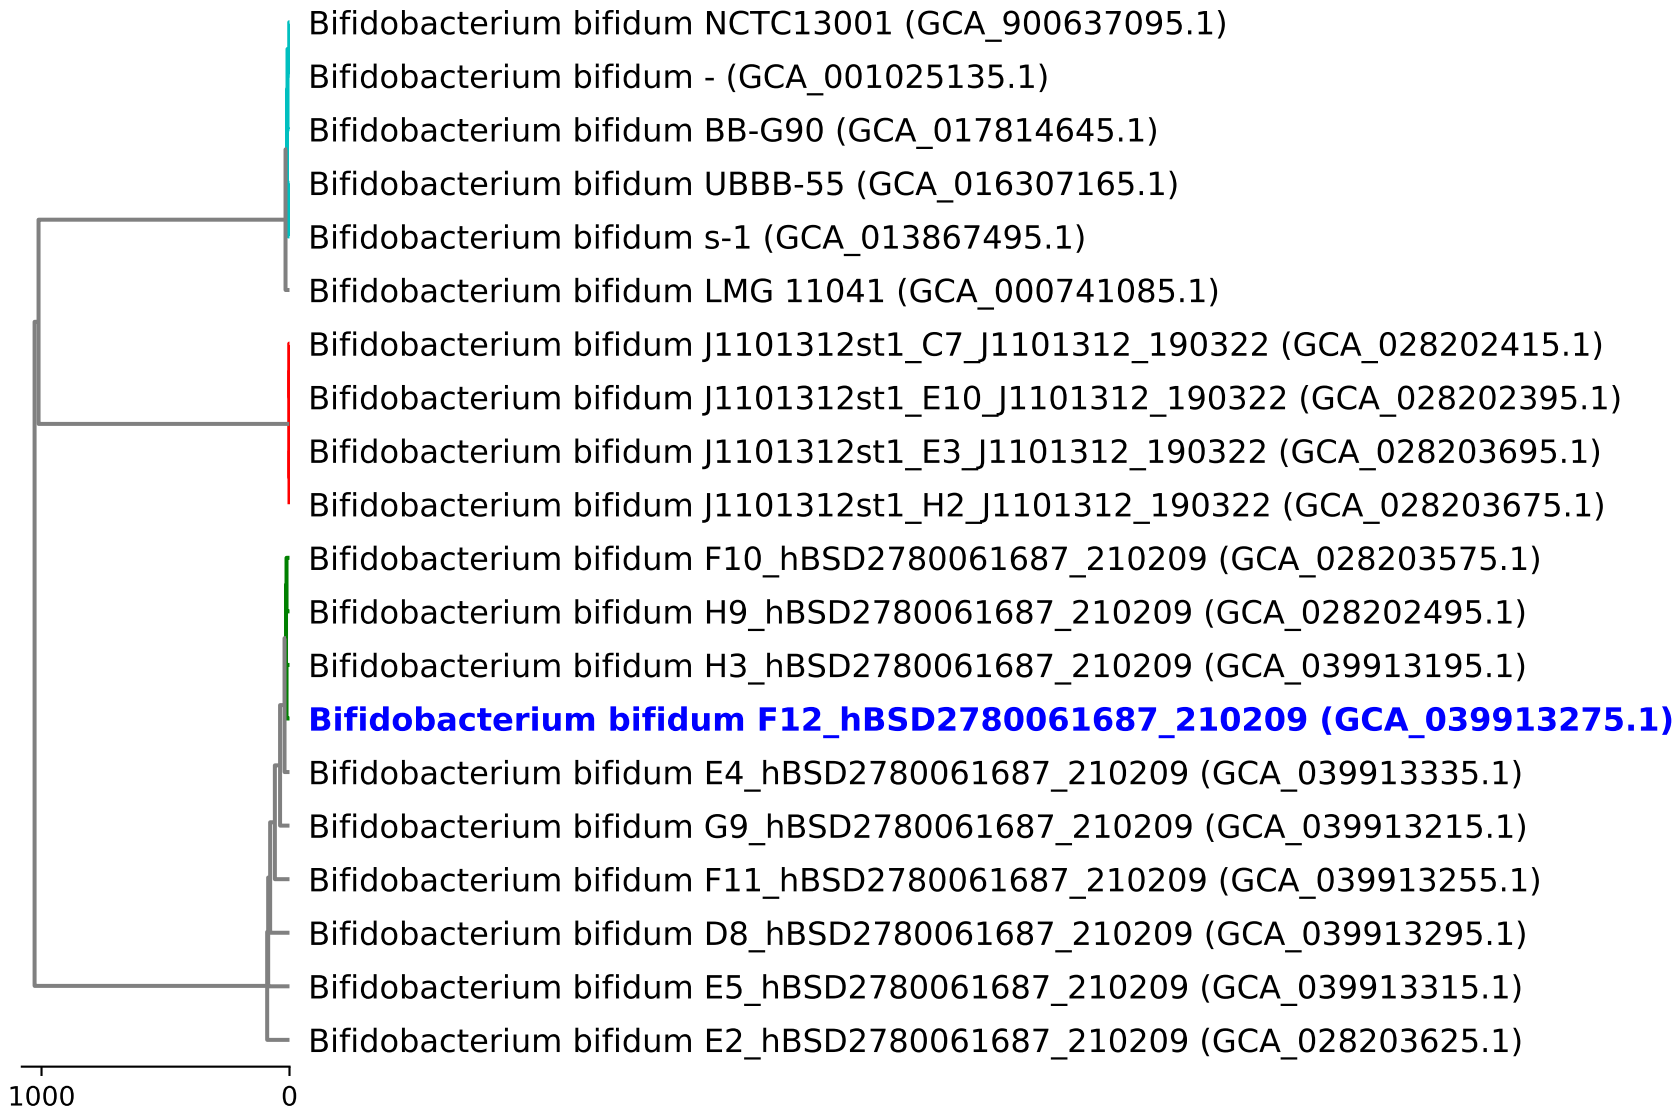 Bifidobacterium bifidum NCTC13001 (GCA_900637095.1)
Bifidobacterium bifidum - (GCA_001025135.1)
Bifidobacterium bifidum BB-G90 (GCA_017814645.1)
Bifidobacterium bifidum UBBB-55 (GCA_016307165.1)
Bifidobacterium bifidum s-1 (GCA_013867495.1)
Bifidobacterium bifidum LMG 11041 (GCA_000741085.1)
Bifidobacterium bifidum J1101312st1_C7_J1101312_190322 (GCA_028202415.1)
Bifidobacterium bifidum J1101312st1_E10_J1101312_190322 (GCA_028202395.1)
Bifidobacterium bifidum J1101312st1_E3_J1101312_190322 (GCA_028203695.1)
Bifidobacterium bifidum J1101312st1_H2_J1101312_190322 (GCA_028203675.1)
Bifidobacterium bifidum F10_hBSD2780061687_210209 (GCA_028203575.1)
Bifidobacterium bifidum H9_hBSD2780061687_210209 (GCA_028202495.1)
Bifidobacterium bifidum H3_hBSD2780061687_210209 (GCA_039913195.1)
Bifidobacterium bifidum F12_hBSD2780061687_210209 (GCA_039913275.1)
Bifidobacterium bifidum E4_hBSD2780061687_210209 (GCA_039913335.1)
Bifidobacterium bifidum G9_hBSD2780061687_210209 (GCA_039913215.1)
Bifidobacterium bifidum F11_hBSD2780061687_210209 (GCA_039913255.1)
Bifidobacterium bifidum D8_hBSD2780061687_210209 (GCA_039913295.1)
Bifidobacterium bifidum E5_hBSD2780061687_210209 (GCA_039913315.1)
Bifidobacterium bifidum E2_hBSD2780061687_210209 (GCA_028203625.1)
1000 0